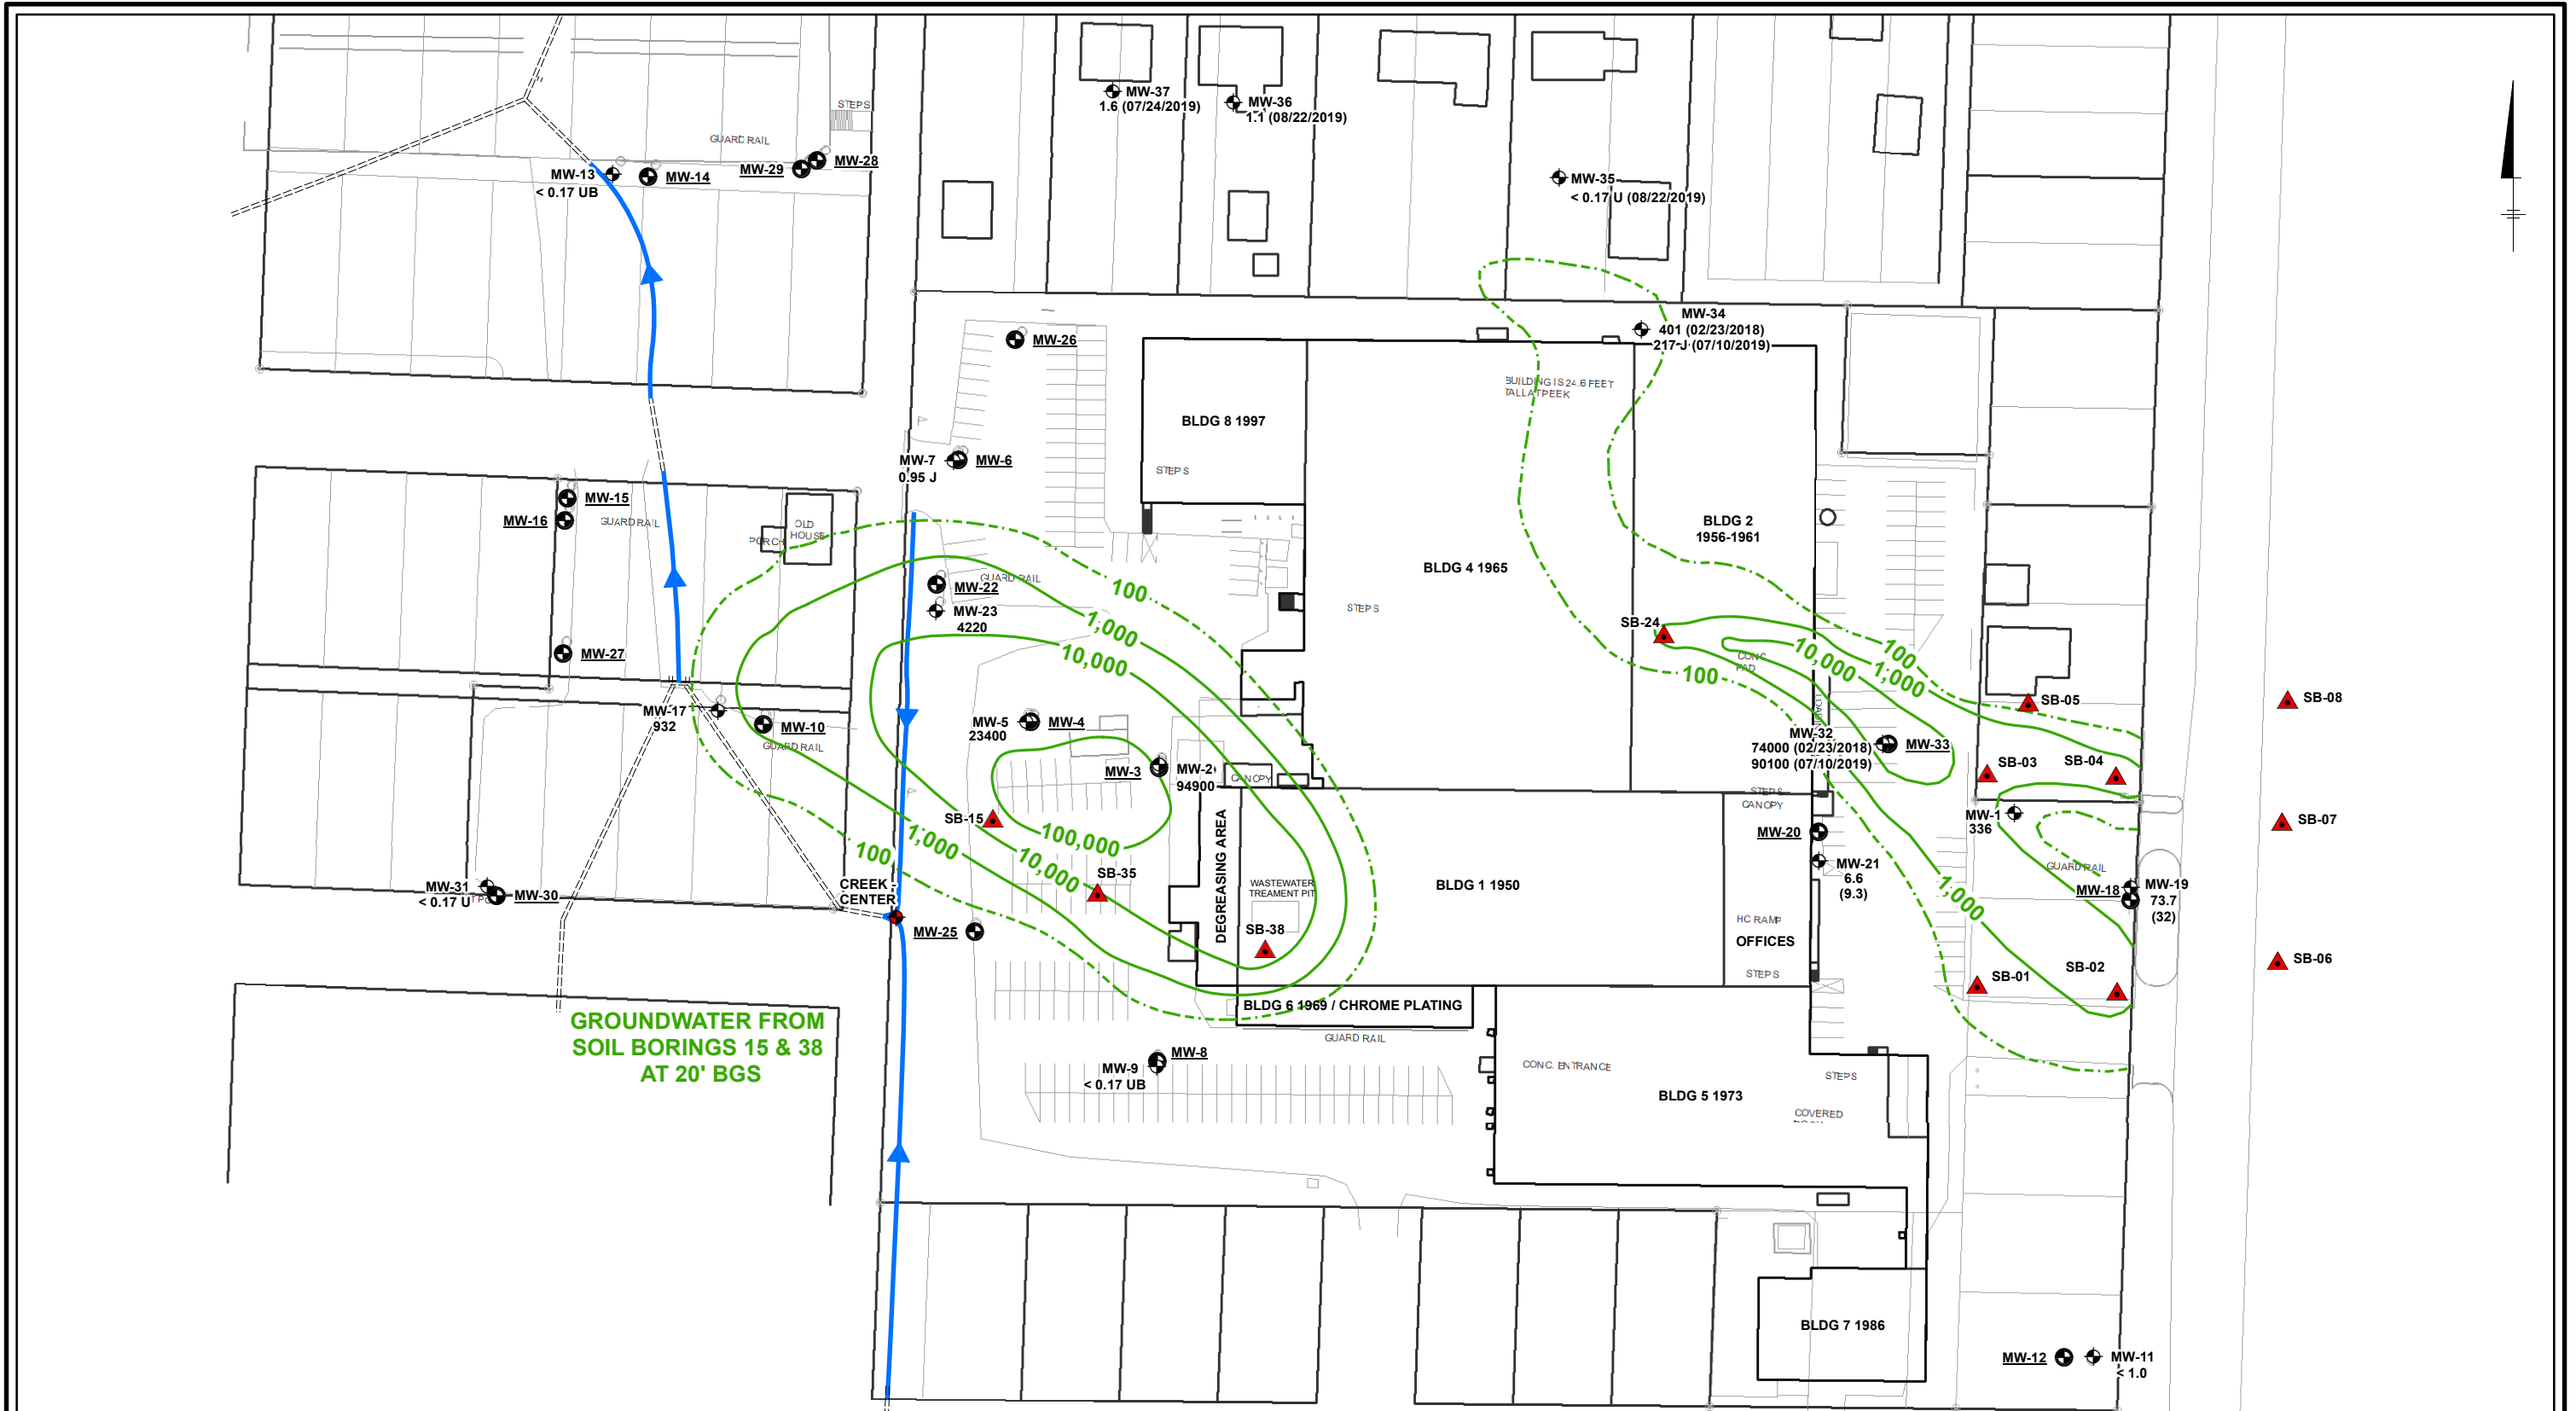 STEPS
GUARD RAIL
MW-37
1.6 (07/24/2019)
MW-36
1.1 (08/22/2019)
MW-28
MW-29
MW-13
< 0.17 UB
MW-14
MW-35
< 0.17 U (08/22/2019)
MW-34
401 (02/23/2018)
217 J (07/10/2019)
MW-26
BUILDING IS 24.6 FEET
TALL AT PEEK
BLDG 8 1997
STEPS
MW-7
0.95 J
MW-6
MW-15
MW-16
GUARD RAIL
OLD
HOUSE
PORCH
BLDG 2
1956-1961
BLDG 4 1965
STEPS
MW-22
GUARD RAIL
MW-23
4220
100
1,000
10,000
SB-24
CONC
PAD
10,000
1,000
100
100
MW-27
MW-17
932
MW-10
GUARD RAIL
MW-5
23400
MW-4
MW-3
MW-2
94900
CANOPY
SB-05
SB-08
MW-32
74000 (02/23/2018)
90100 (07/10/2019)
MW-33
SB-03
SB-04
STEPS
CANOPY
MW-1
336
SB-07
SB-15
100,000
1,000
10,000
100
DEGREASING AREA
MW-20
MW-21
6.6
(9.3)
GUARD RAIL
MW-18
MW-19
73.7
(32)
SB-35
WASTEWATER
TREAMENT PIT
BLDG 1 1950
1,000
MW-31
< 0.17 U
MW-30
CREEK
CENTER
MW-25
SB-38
HC RAMP
OFFICES
STEPS
SB-06
SB-01
SB-02
BLDG 6 1969 / CHROME PLATING
GUARD RAIL
GROUNDWATER FROM
SOIL BORINGS 15 & 38
AT 20' BGS
MW-8
MW-9
< 0.17 UB
CONC. ENTRANCE
STEPS
BLDG 5 1973
COVERED
BLDG 7 1986
MW-12
MW-11
< 1.0